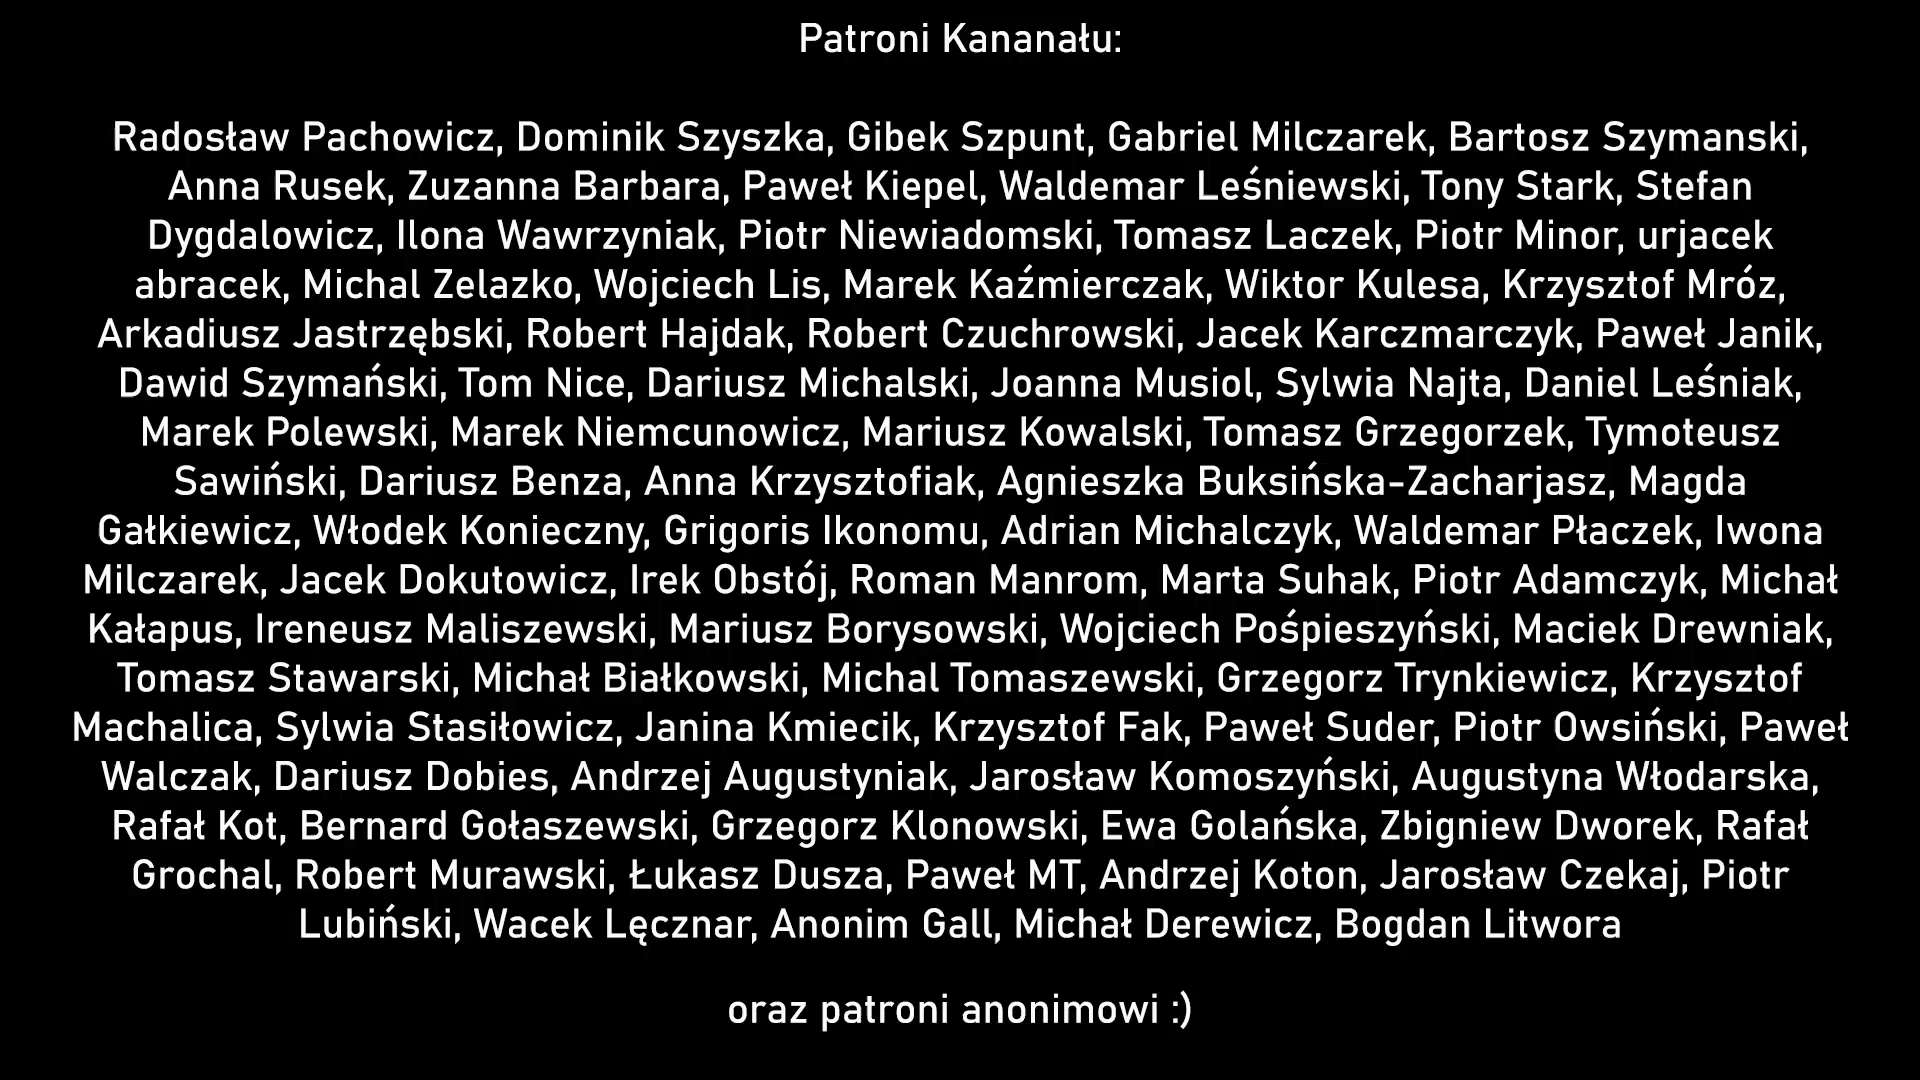 Patroni Kananału:
Radosław Pachowicz, Dominik Szyszka, Gibek Szpunt, Gabriel Milczarek, Bartosz Szymanski,
Anna Rusek, Zuzanna Barbara, Paweł Kiepel, Waldemar Leśniewski, Tony Stark, Stefan
Dygdalowicz, Ilona Wawrzyniak, Piotr Niewiadomski, Tomasz Laczek, Piotr Minor, urjacek
abracek, Michal Zelazko, Wojciech Lis, Marek Kaźmierczak, Wiktor Kulesa, Krzysztof Mróz,
Arkadiusz Jastrzębski, Robert Hajdak, Robert Czuchrowski, Jacek Karczmarczyk, Paweł Janik,
Dawid Szymański, Tom Nice, Dariusz Michalski, Joanna Musiol, Sylwia Najta, Daniel Leśniak,
Marek Polewski, Marek Niemcunowicz, Mariusz Kowalski, Tomasz Grzegorzek, Tymoteusz
Sawiński, Dariusz Benza, Anna Krzysztofiak, Agnieszka Buksińska-Zacharjasz, Magda
Gałkiewicz, Włodek Konieczny, Grigoris Ikonomu, Adrian Michalczyk, Waldemar Płaczek, Iwona
Milczarek, Jacek Dokutowicz, Irek Obstój, Roman Manrom, Marta Suhak, Piotr Adamczyk, Michał
Kałapus, Ireneusz Maliszewski, Mariusz Borysowski, Wojciech Pośpieszyński, Maciek Drewniak,
Tomasz Stawarski, Michał Białkowski, Michal Tomaszewski, Grzegorz Trynkiewicz, Krzysztof
Machalica, Sylwia Stasiłowicz, Janina Kmiecik, Krzysztof Fak, Paweł Suder, Piotr Owsiński, Paweł
Walczak, Dariusz Dobies, Andrzej Augustyniak, Jarosław Komoszyński, Augustyna Włodarska,
Rafał Kot, Bernard Gołaszewski, Grzegorz Klonowski, Ewa Golańska, Zbigniew Dworek, Rafał
Grochal, Robert Murawski, Łukasz Dusza, Paweł MT, Andrzej Koton, Jarosław Czekaj, Piotr
Lubiński, Wacek Lęcznar, Anonim Gall, Michał Derewicz, Bogdan Litwora
oraz patroni anonimowi :)